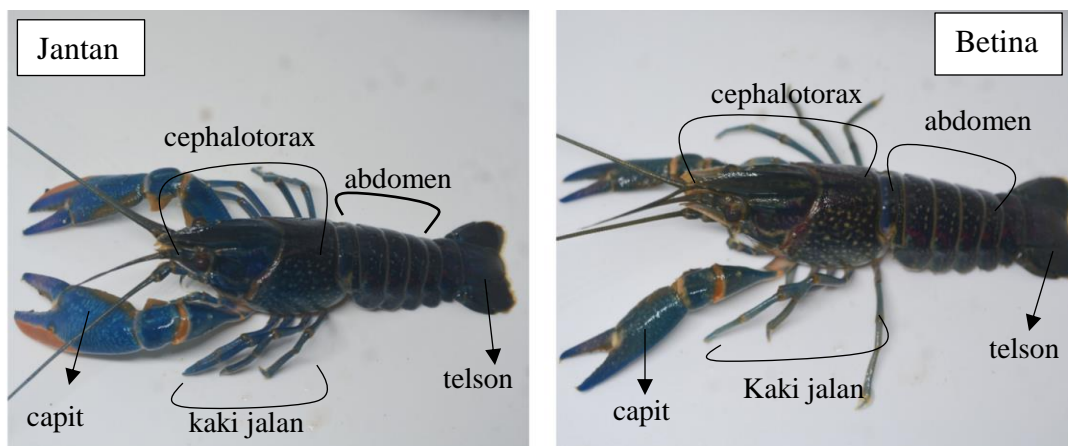 Jantan
cephalotorax
abdomen
telson
capit
kaki jalan
Betina
cephalotorax
abdomen
telson
Kaki jalan
capit